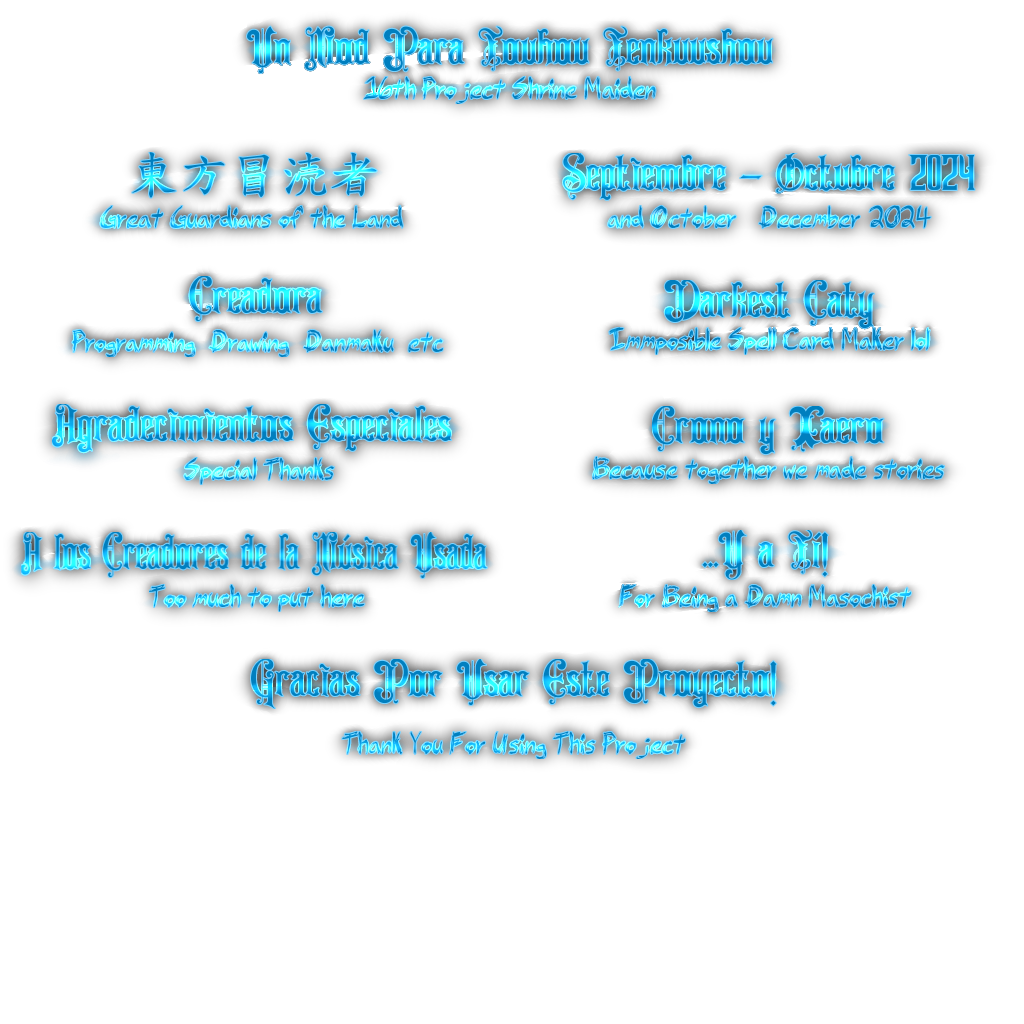 Un Mod Para Touhou Tenkuushou
16th Project Shrine Maiden
東方冒涜者
Great Guardians of the Land
Septiembre - Octubre 2024
and October December 2024
Creadora
Programming Drawing Danmaku etc
Darkest Caty
Immposible Spell Card Maker lol
Agradecimientos Especiales
Special Thanks
Crono y Xaero
Because together we made stories
A los Creadores de la Música Usada
Too much to put here
...Y a Ti!
For Being a Damn Masochist
Gracias Por Usar Este Proyecto!
Thank You For Using This Project